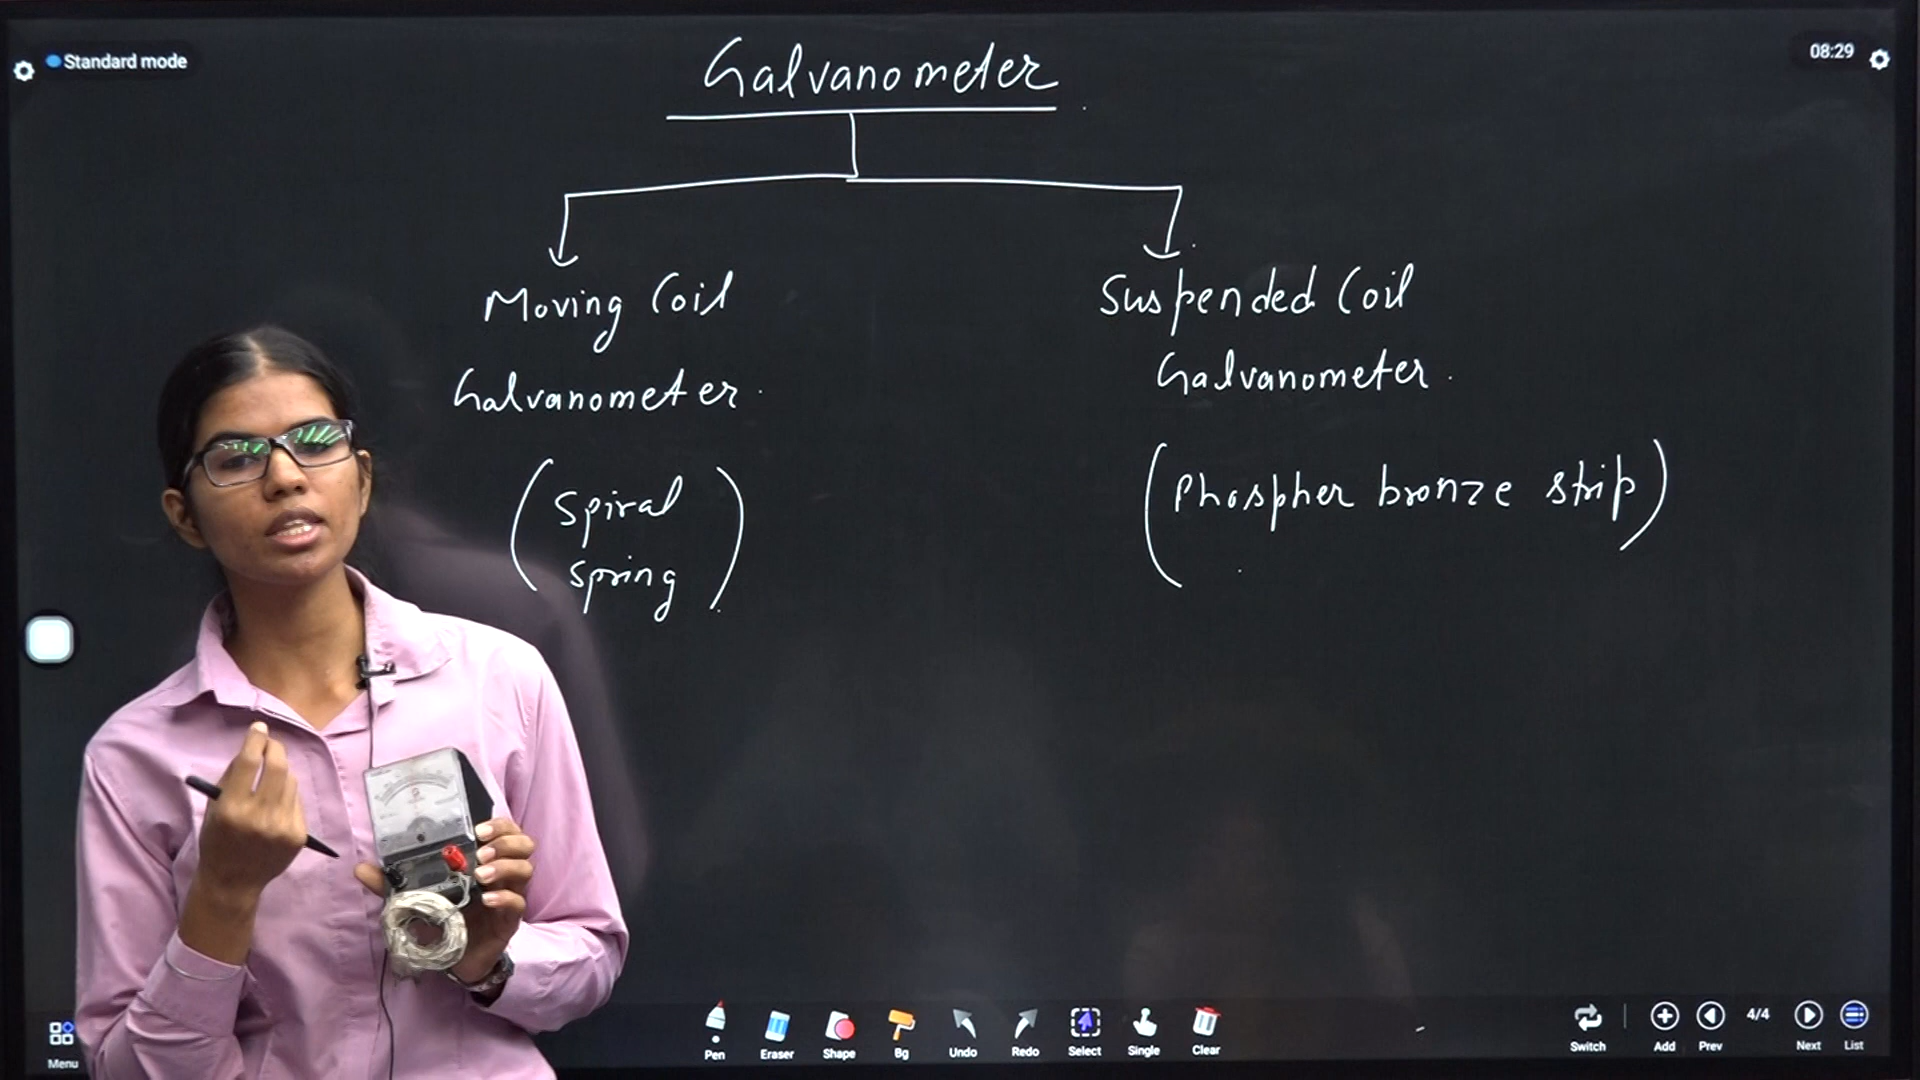 Standard mode
08:29
Galvanometer
Moving Coil
Galvanometer.
(Spiral
spring)
Suspended Coil
Galvanometer.
(Phospher bronze strip)
Menu
Pen
Eraser
Shape
Bg
Undo
Redo
Select
Single
Clear
Switch
Add
Prev
4/4
Next
List